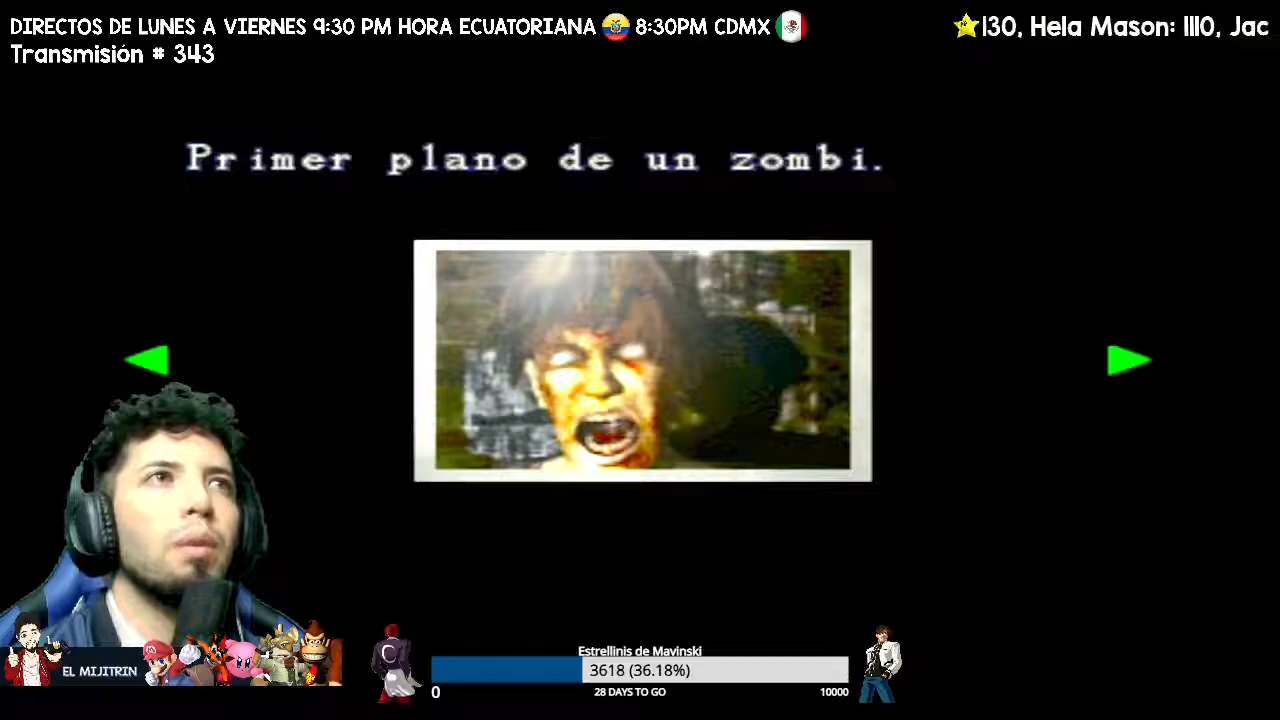 DIRECTOS DE LUNES A VIERNES 9:30 PM HORA ECUATORIANA 8:30PM CDMX
130, Hela Mason: 1110, Jac
Transmisión # 343
Primer plano de un zombi.
Estrellinis de Mavinski
3618 (36.18%)
0
28 DAYS TO GO
10000
EL MIJITRIN